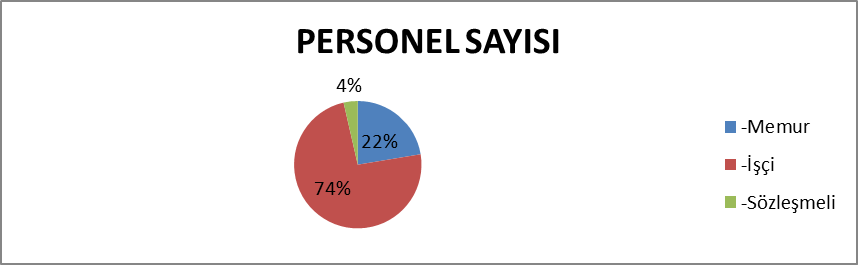 PERSONEL SAYISI
4%
22%
74%
-Memur
-İşçi
-Sözleşmeli